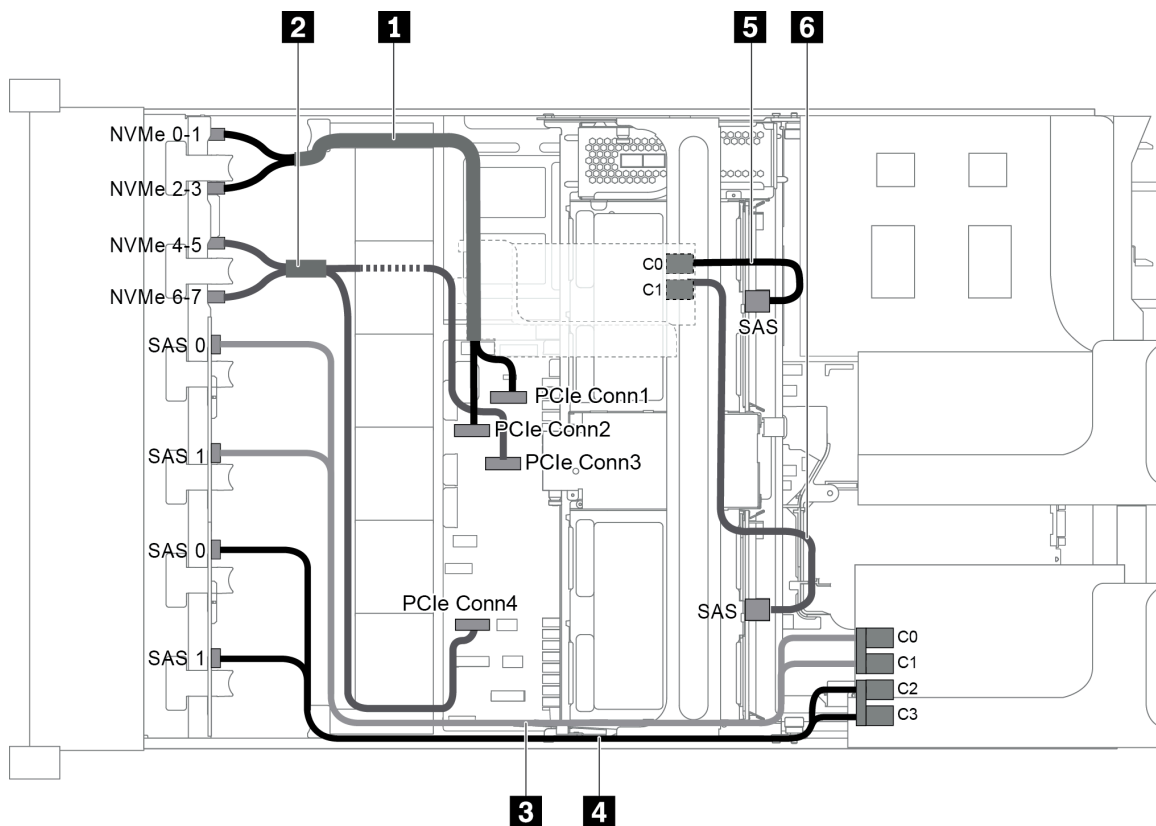 2 1 5 6
NVMe 0-1
NVMe 2-3
NVMe 4-5
C0
NVMe 6-7
C1
SAS
SAS 0
PCIe Conn1
PCIe Conn2
SAS 1
PCIe Conn3
SAS 0
PCIe Conn4
SAS
C0
SAS 1
C1
C2
C3
3 4